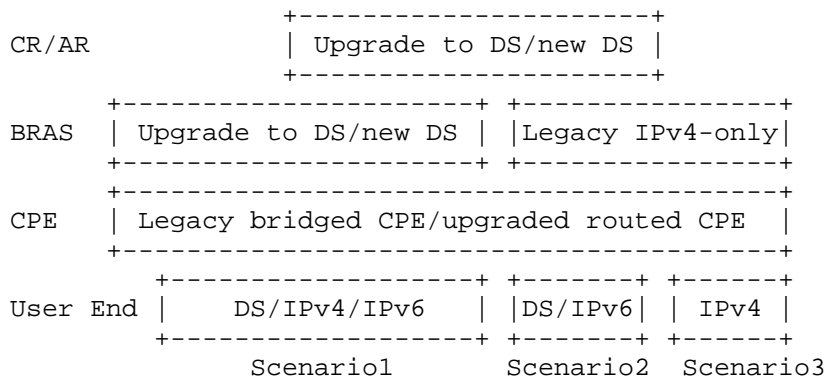 +-----------------------+
CR/AR            | Upgrade to DS/new DS |
                 +-----------------------+
      +-----------------------+ +----------------+
BRAS  | Upgrade to DS/new DS | |Legacy IPv4-only|
      +-----------------------+ +----------------+
      +-----------------------------------------+
CPE   | Legacy bridged CPE/upgraded routed CPE  |
      +-----------------------------------------+
         +-------------------+ +-------+ +------+
User End |    DS/IPv4/IPv6   | |DS/IPv6| | IPv4 |
         +-------------------+ +-------+ +------+
               Scenario1       Scenario2  Scenario3